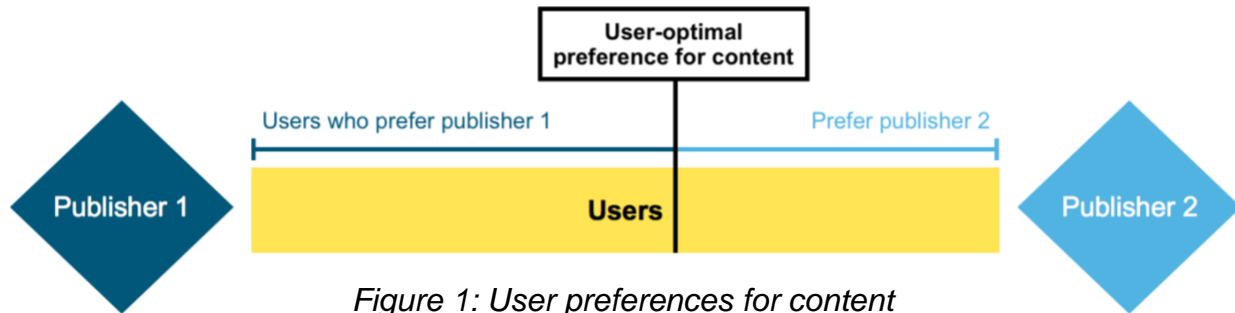 User-optimal
preference for content
Users who prefer publisher 1
Prefer publisher 2
Publisher 1
Users
Publisher 2
Figure 1: User preferences for content